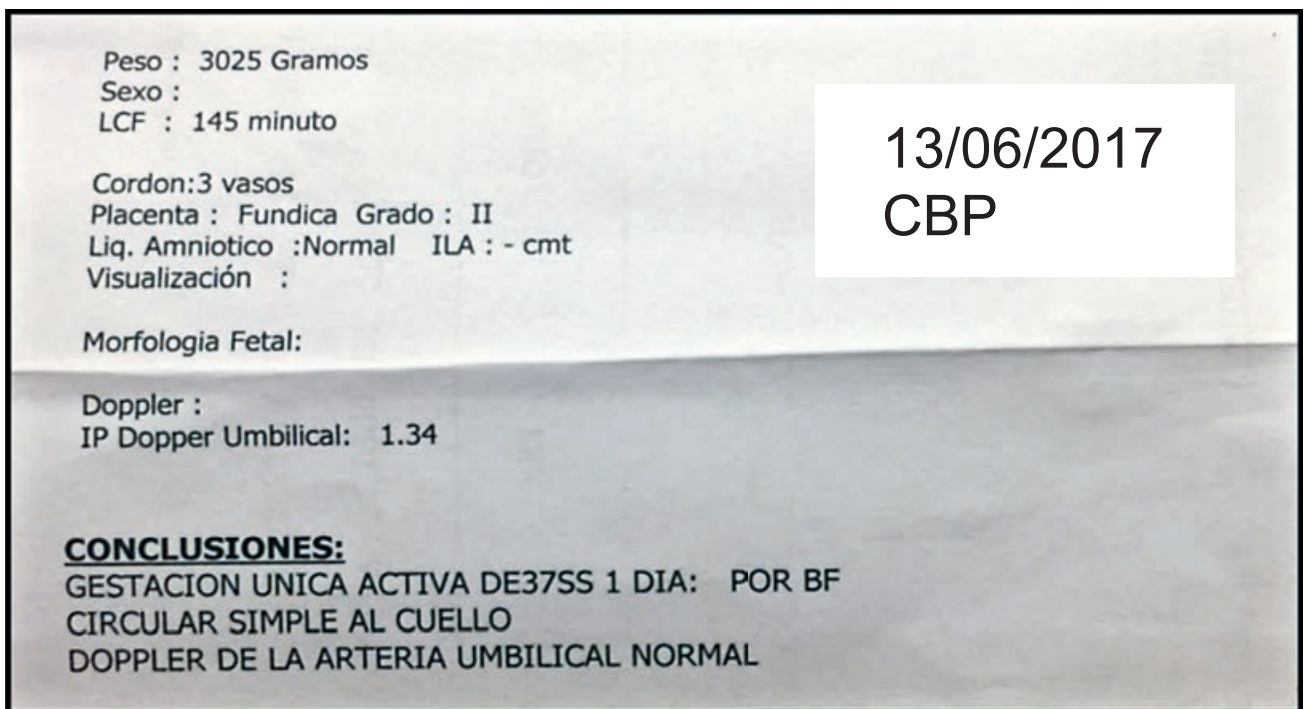 Peso : 3025 Gramos
Sexo :
LCF : 145 minuto
13/06/2017
CBP
Cordon:3 vasos
Placenta : Fundica Grado : II
Liq. Amniotico :Normal ILA : - cmt
Visualización :
Morfologia Fetal:
Doppler :
IP Dopper Umbilical: 1.34
CONCLUSIONES:
GESTACION UNICA ACTIVA DE37SS 1 DIA: POR BF
CIRCULAR SIMPLE AL CUELLO
DOPPLER DE LA ARTERIA UMBILICAL NORMAL